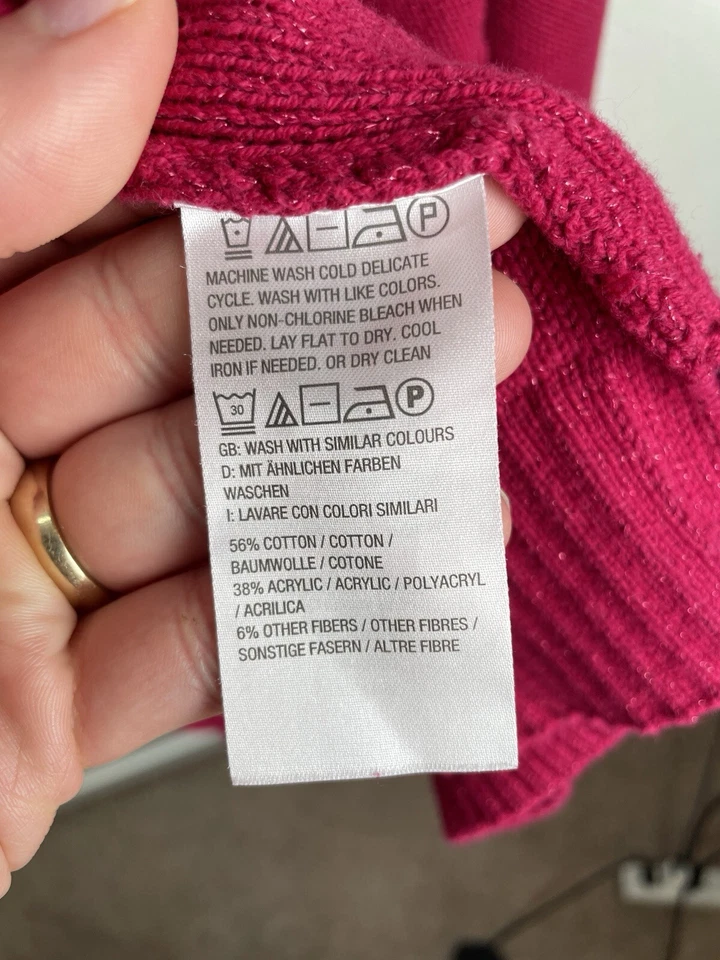 P
MACHINE WASH COLD DELICATE
CYCLE. WASH WITH LIKE COLORS.
ONLY NON-CHLORINE BLEACH WHEN
NEEDED. LAY FLAT TO DRY. COOL
IRON IF NEEDED. OR DRY CLEAN
30 P
GB: WASH WITH SIMILAR COLOURS
D: MIT ÄHNLICHEN FARBEN
WASCHEN
I: LAVARE CON COLORI SIMILARI
56% COTTON / COTTON /
BAUMWOLLE / COTONE
38% ACRYLIC / ACRYLIC / POLYACRYL
/ ACRILICA
6% OTHER FIBERS / OTHER FIBRES /
SONSTIGE FASERN / ALTRE FIBRE